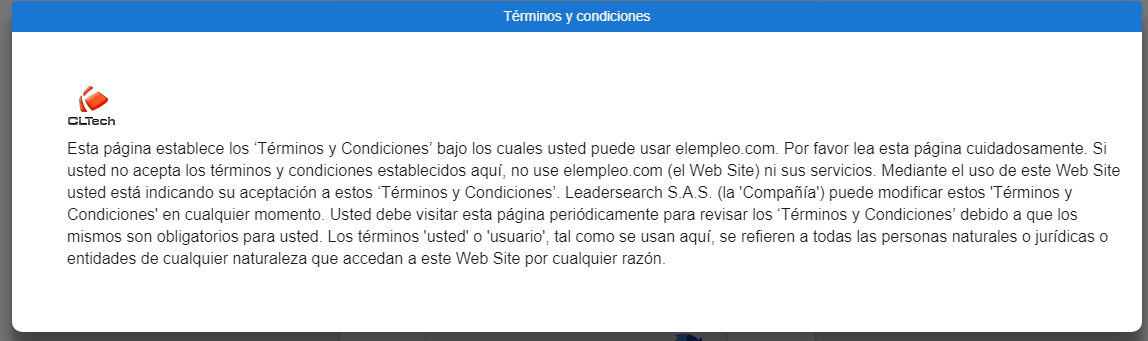 Términos y condiciones
CLTech
Esta página establece los ‘Términos y Condiciones’ bajo los cuales usted puede usar elempleo.com. Por favor lea esta página cuidadosamente. Si
usted no acepta los términos y condiciones establecidos aquí, no use elempleo.com (el Web Site) ni sus servicios. Mediante el uso de este Web Site
usted está indicando su aceptación a estos ‘Términos y Condiciones’. Leadersearch S.A.S. (la 'Compañía') puede modificar estos 'Términos y
Condiciones' en cualquier momento. Usted debe visitar esta página periódicamente para revisar los ‘Términos y Condiciones’ debido a que los
mismos son obligatorios para usted. Los términos 'usted' o 'usuario', tal como se usan aquí, se refieren a todas las personas naturales o jurídicas o
entidades de cualquier naturaleza que accedan a este Web Site por cualquier razón.